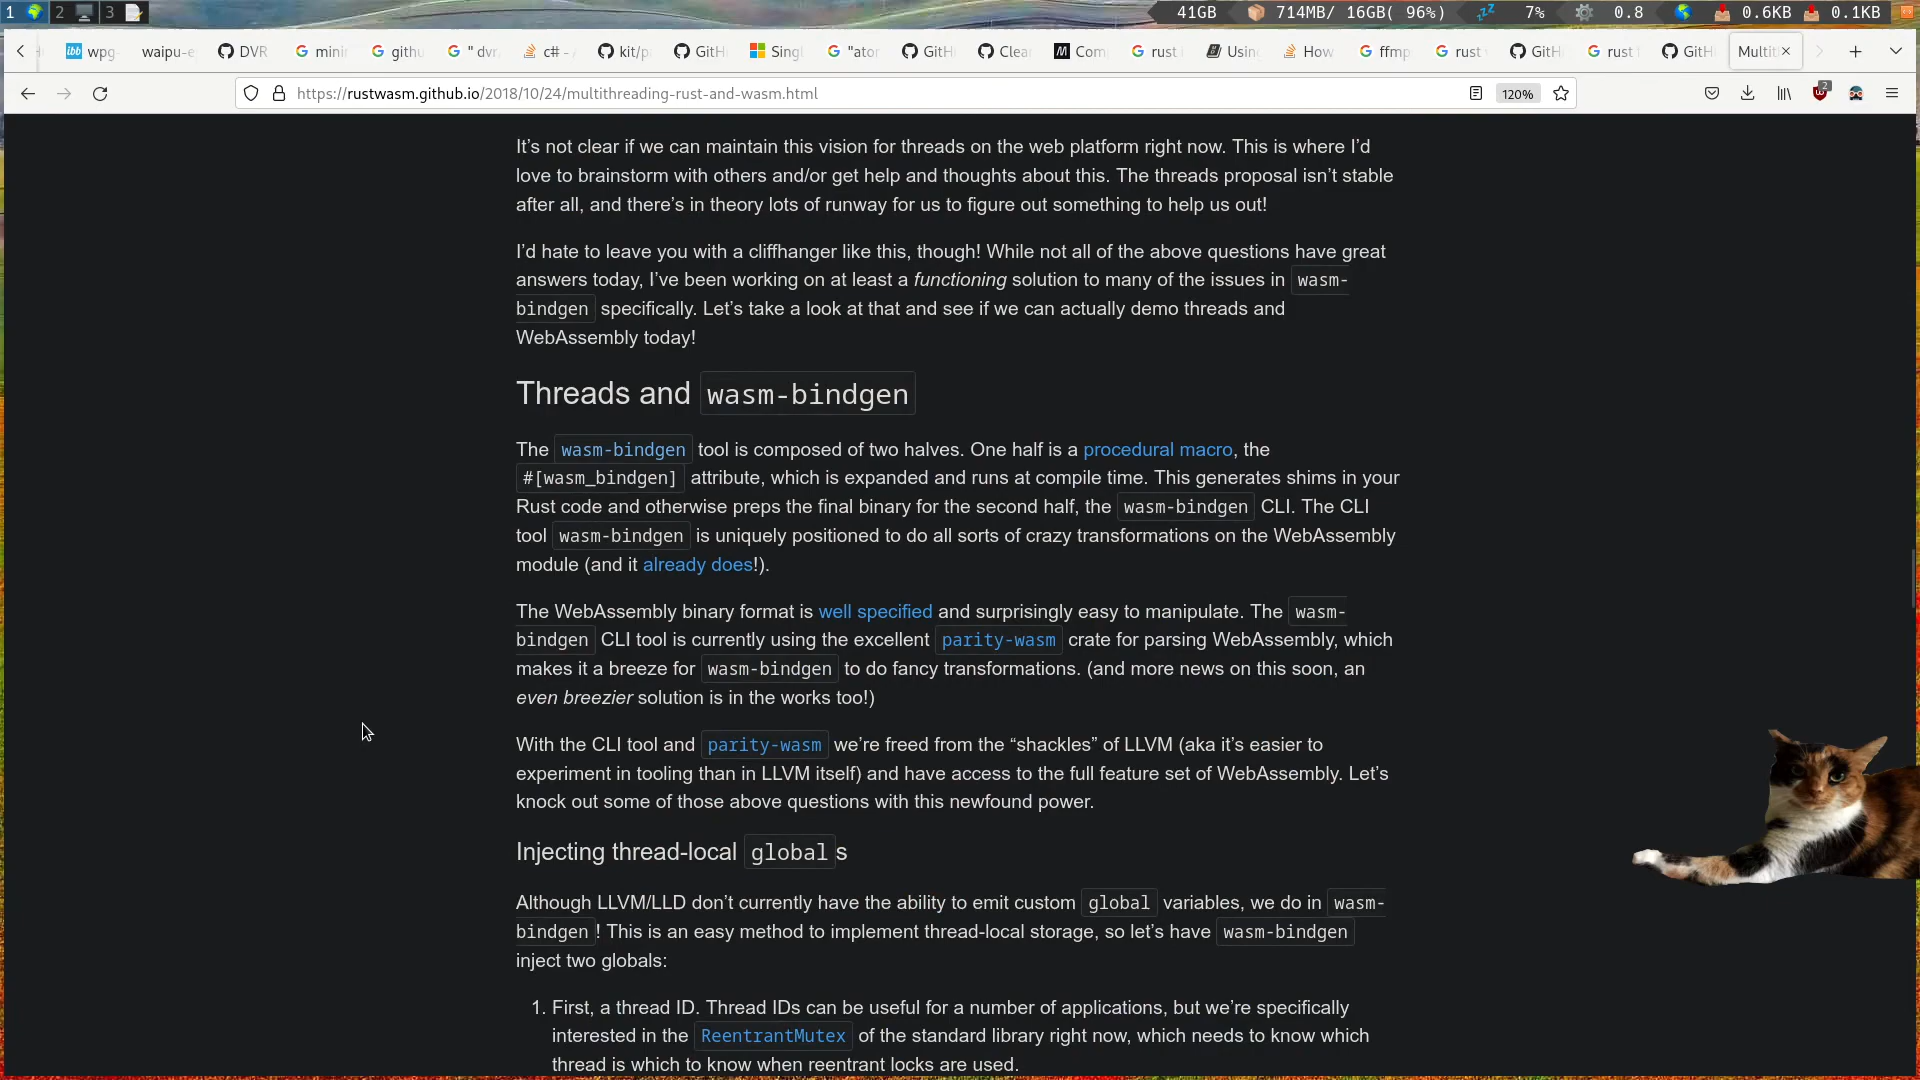 1 2 3 41GB 714MB/ 16GB( 96%) 7% 0.8 0.6KB 0.1KB
wpg- waipu-e DVR minir githu " dvr c# - kit/p GitHu Singl "ator GitHu Clear Com rust Usin How ffmp rust GitHu rust GitHu Multit
https://rustwasm.github.io/2018/10/24/multithreading-rust-and-wasm.html 120% 2
It’s not clear if we can maintain this vision for threads on the web platform right now. This is where I’d
love to brainstorm with others and/or get help and thoughts about this. The threads proposal isn’t stable
after all, and there’s in theory lots of runway for us to figure out something to help us out!
I’d hate to leave you with a cliffhanger like this, though! While not all of the above questions have great
answers today, I’ve been working on at least a functioning solution to many of the issues in wasm-
bindgen specifically. Let’s take a look at that and see if we can actually demo threads and
WebAssembly today!
Threads and wasm-bindgen
The wasm-bindgen tool is composed of two halves. One half is a procedural macro, the
#[wasm_bindgen] attribute, which is expanded and runs at compile time. This generates shims in your
Rust code and otherwise preps the final binary for the second half, the wasm-bindgen CLI. The CLI
tool wasm-bindgen is uniquely positioned to do all sorts of crazy transformations on the WebAssembly
module (and it already does!).
The WebAssembly binary format is well specified and surprisingly easy to manipulate. The wasm-
bindgen CLI tool is currently using the excellent parity-wasm crate for parsing WebAssembly, which
makes it a breeze for wasm-bindgen to do fancy transformations. (and more news on this soon, an
even breezier solution is in the works too!)
With the CLI tool and parity-wasm we’re freed from the “shackles” of LLVM (aka it’s easier to
experiment in tooling than in LLVM itself) and have access to the full feature set of WebAssembly. Let’s
knock out some of those above questions with this newfound power.
Injecting thread-local globals
Although LLVM/LLD don’t currently have the ability to emit custom global variables, we do in wasm-
bindgen! This is an easy method to implement thread-local storage, so let’s have wasm-bindgen
inject two globals:
1. First, a thread ID. Thread IDs can be useful for a number of applications, but we’re specifically
interested in the ReentrantMutex of the standard library right now, which needs to know which
thread is which to know when reentrant locks are used.